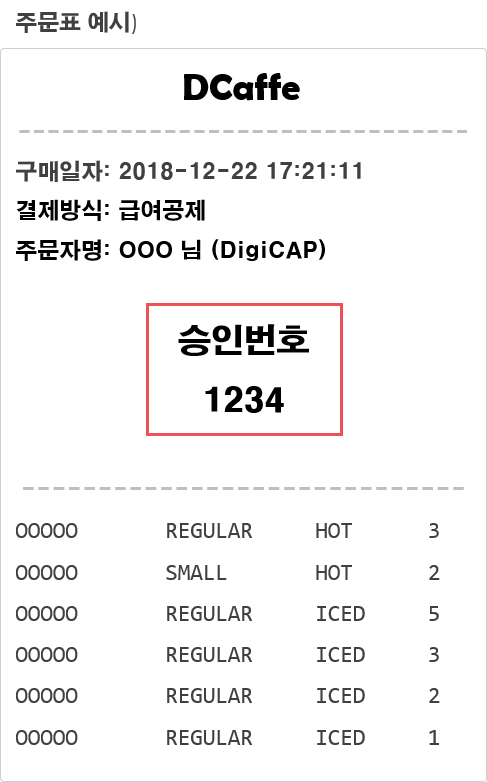 주문표 예시)
DCaffe
구매일자: 2018-12-22 17:21:11
결제방식: 급여공제
주문자명: OOO 님 (DigiCAP)
승인번호
1234
OOOOO REGULAR HOT 3
OOOOO SMALL HOT 2
OOOOO REGULAR ICED 5
OOOOO REGULAR ICED 3
OOOOO REGULAR ICED 2
OOOOO REGULAR ICED 1